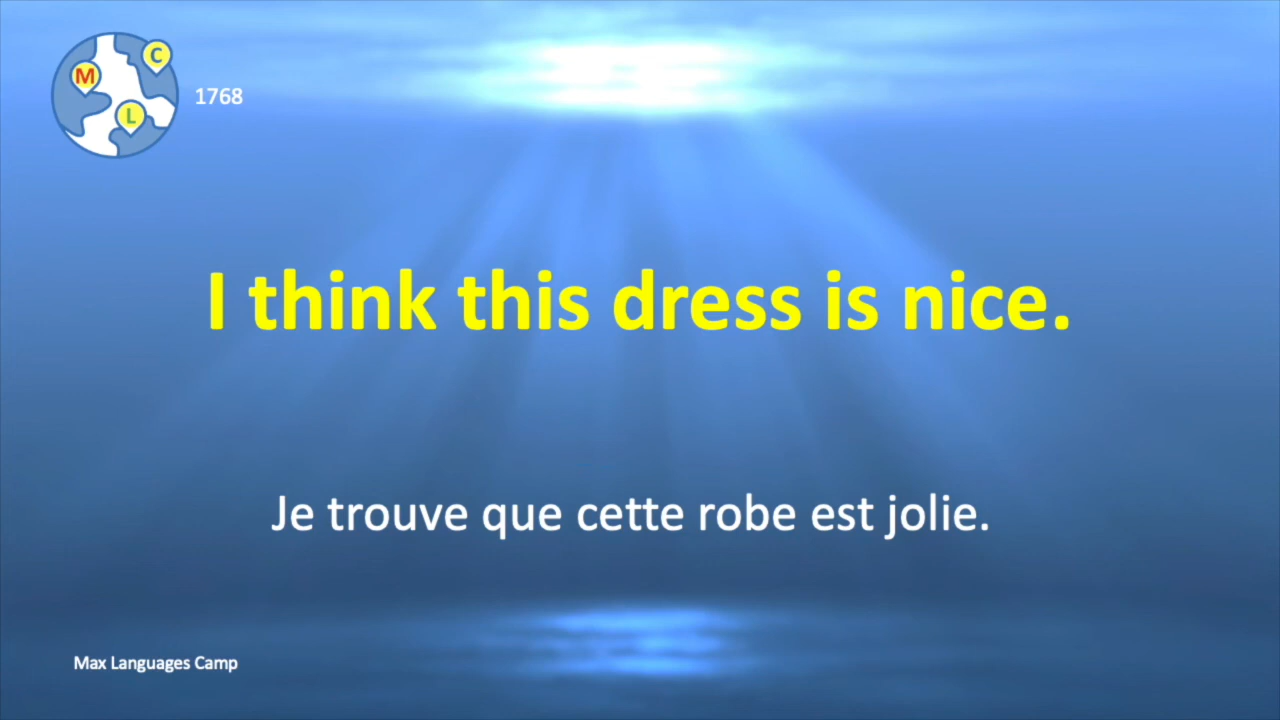 C
M
L
1768
I think this dress is nice.
Je trouve que cette robe est jolie.
Max Languages Camp